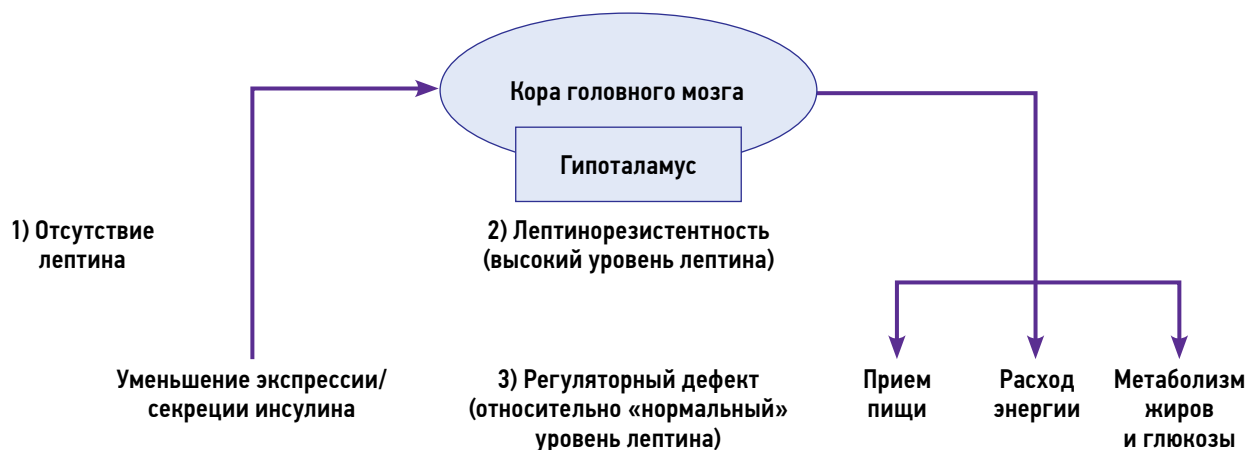 Кора головного мозга
Гипоталамус
1) Отсутствие
лептина
2) Лептинорезистентность
(высокий уровень лептина)
Уменьшение экспрессии/
секреции инсулина
3) Регуляторный дефект
(относительно «нормальный»
уровень лептина)
Прием
пищи
Расход
энергии
Метаболизм
жиров
и глюкозы